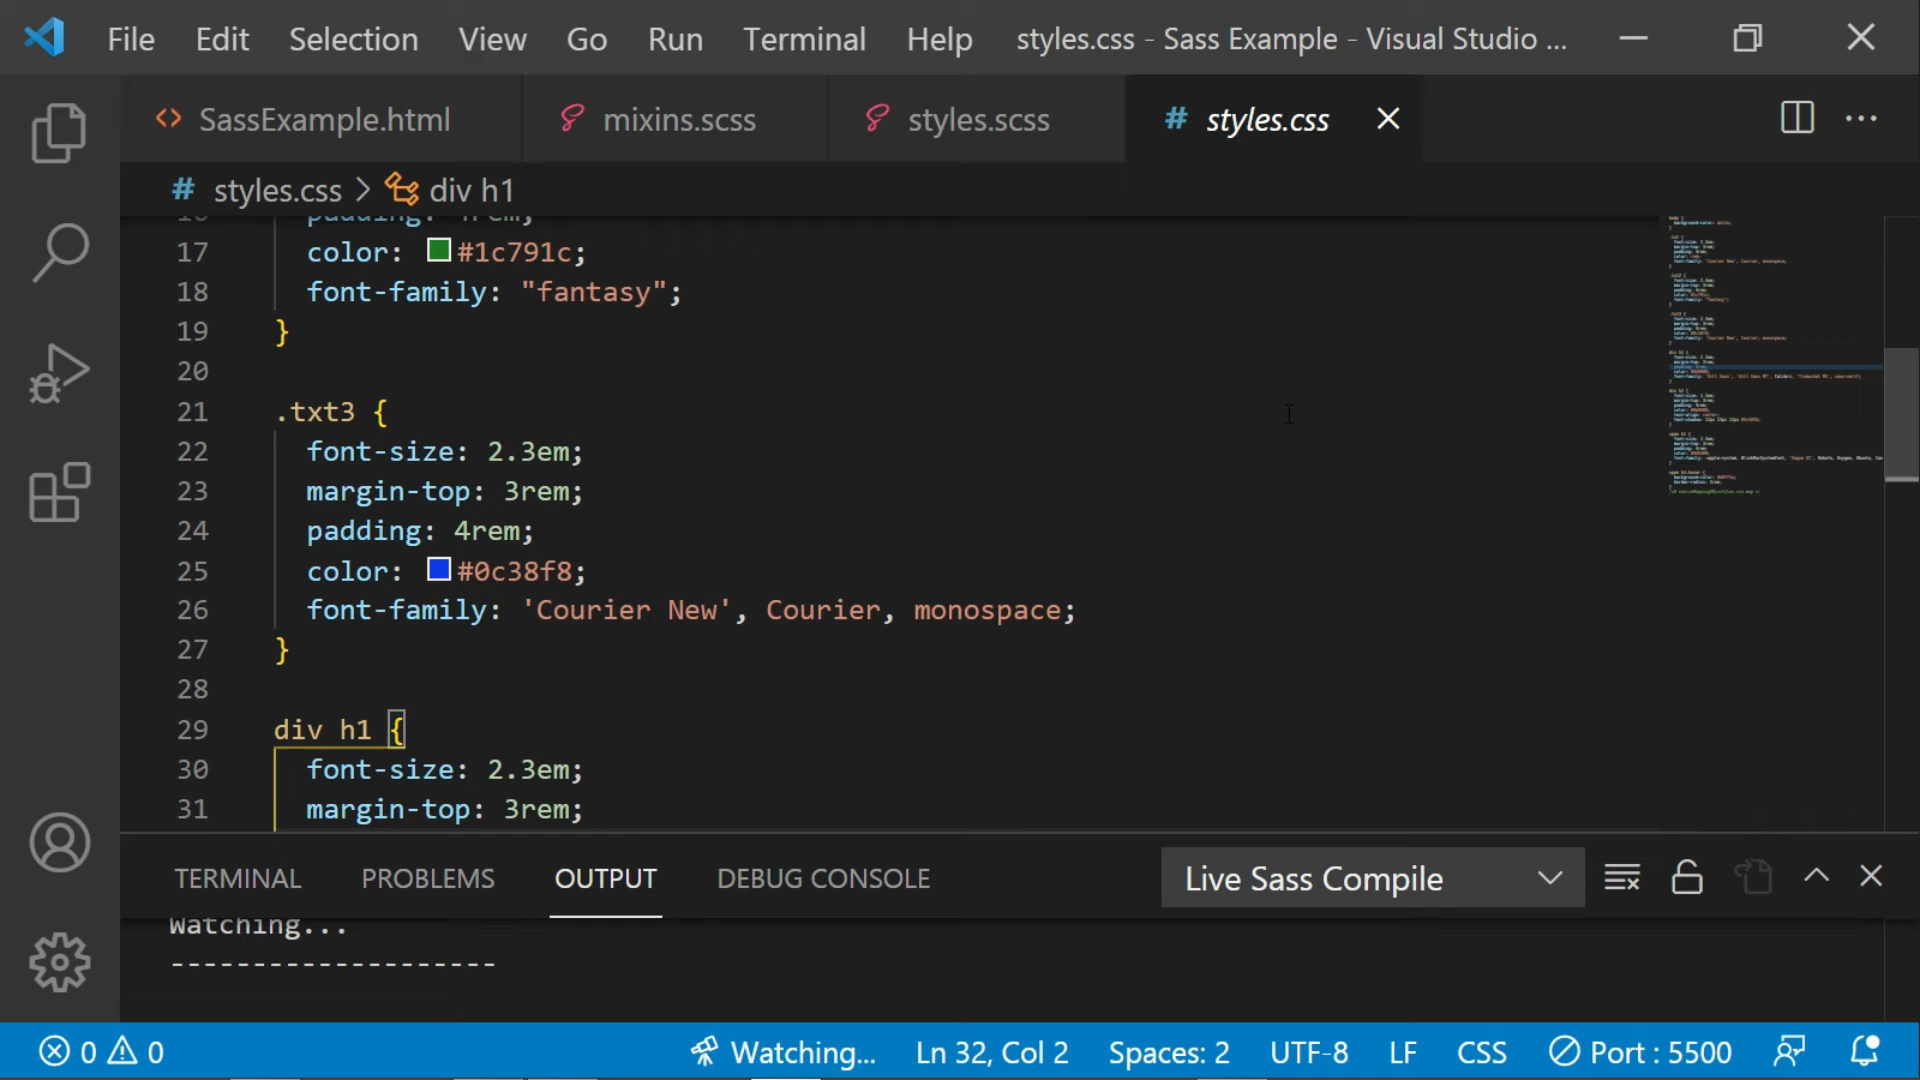 File Edit Selection View Go Run Terminal Help styles.css - Sass Example - Visual Studio ...
SassExample.html mixins.scss styles.scss # styles.css
# styles.css > div h1
16 padding: 4rem;
17 color: #1c791c;
18 font-family: "fantasy";
19 }
20
21 .txt3 {
22 font-size: 2.3em;
23 margin-top: 3rem;
24 padding: 4rem;
25 color: #0c38f8;
26 font-family: 'Courier New', Courier, monospace;
27 }
28
29 div h1 {
30 font-size: 2.3em;
31 margin-top: 3rem;
TERMINAL PROBLEMS OUTPUT DEBUG CONSOLE Live Sass Compile
Watching...
--------------------
0 0 Watching... Ln 32, Col 2 Spaces: 2 UTF-8 LF CSS Port : 5500